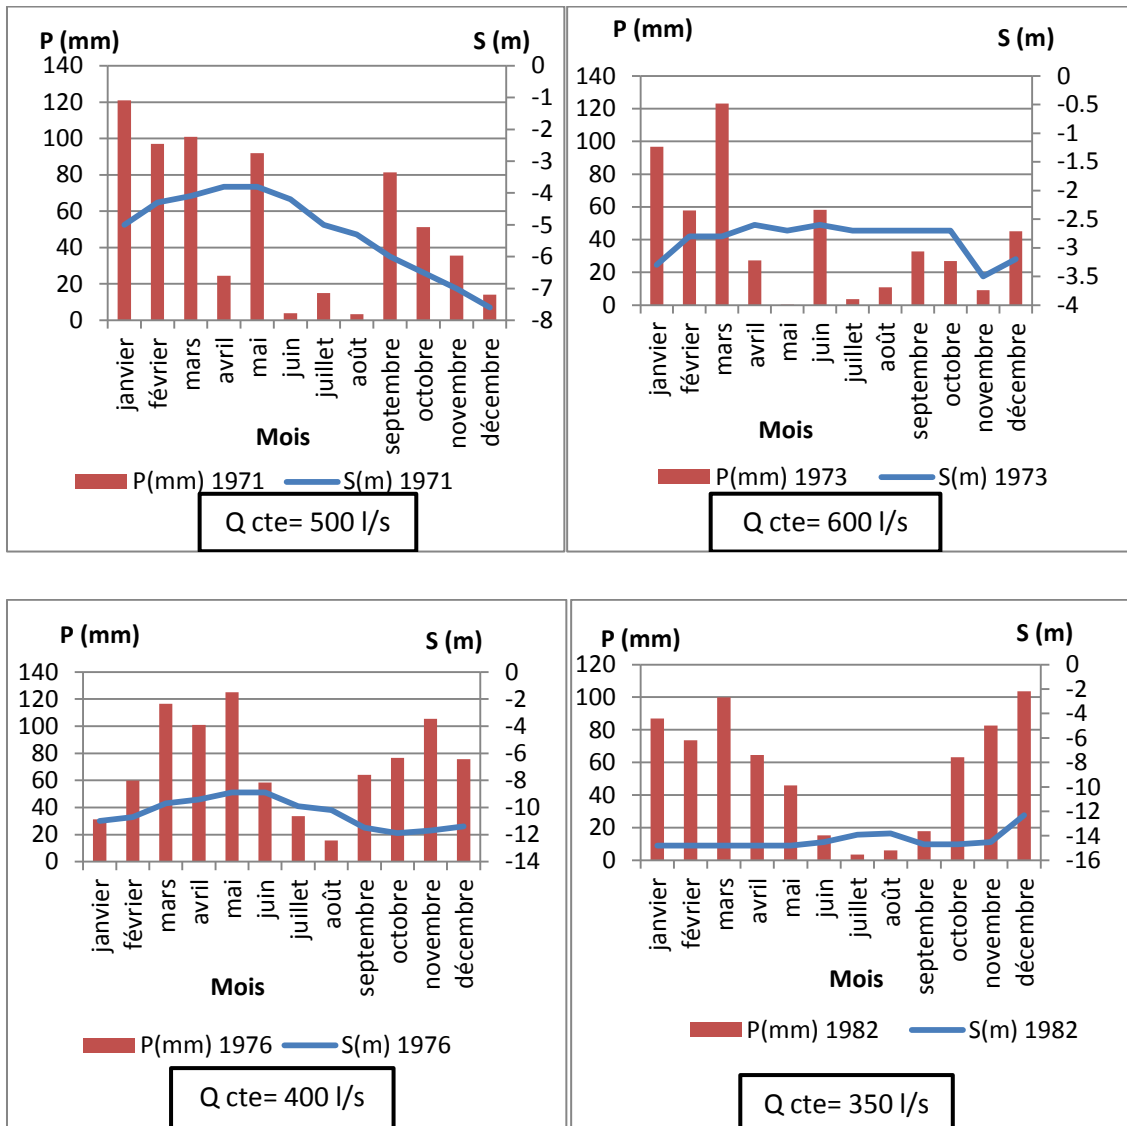 P (mm)
S (m)
140
120
100
80
60
40
20
0
0
-1
-2
-3
-4
-5
-6
-7
-8
janvier
février
mars
avril
mai
juin
juillet
août
septembre
octobre
novembre
décembre
Mois
P(mm) 1971
S(m) 1971
Q cte= 500 l/s
P (mm)
S (m)
140
120
100
80
60
40
20
0
0
-0.5
-1
-1.5
-2
-2.5
-3
-3.5
-4
janvier
février
mars
avril
mai
juin
juillet
août
septembre
octobre
novembre
décembre
Mois
P(mm) 1973
S(m) 1973
Q cte= 600 l/s
P (mm)
S (m)
140
120
100
80
60
40
20
0
0
-2
-4
-6
-8
-10
-12
-14
janvier
février
mars
avril
mai
juin
juillet
août
septembre
octobre
novembre
décembre
Mois
P(mm) 1976
S(m) 1976
Q cte= 400 l/s
P (mm)
S (m)
120
100
80
60
40
20
0
0
-2
-4
-6
-8
-10
-12
-14
-16
janvier
février
mars
avril
mai
juin
juillet
août
septembre
octobre
novembre
décembre
Mois
P(mm) 1982
S(m) 1982
Q cte= 350 l/s